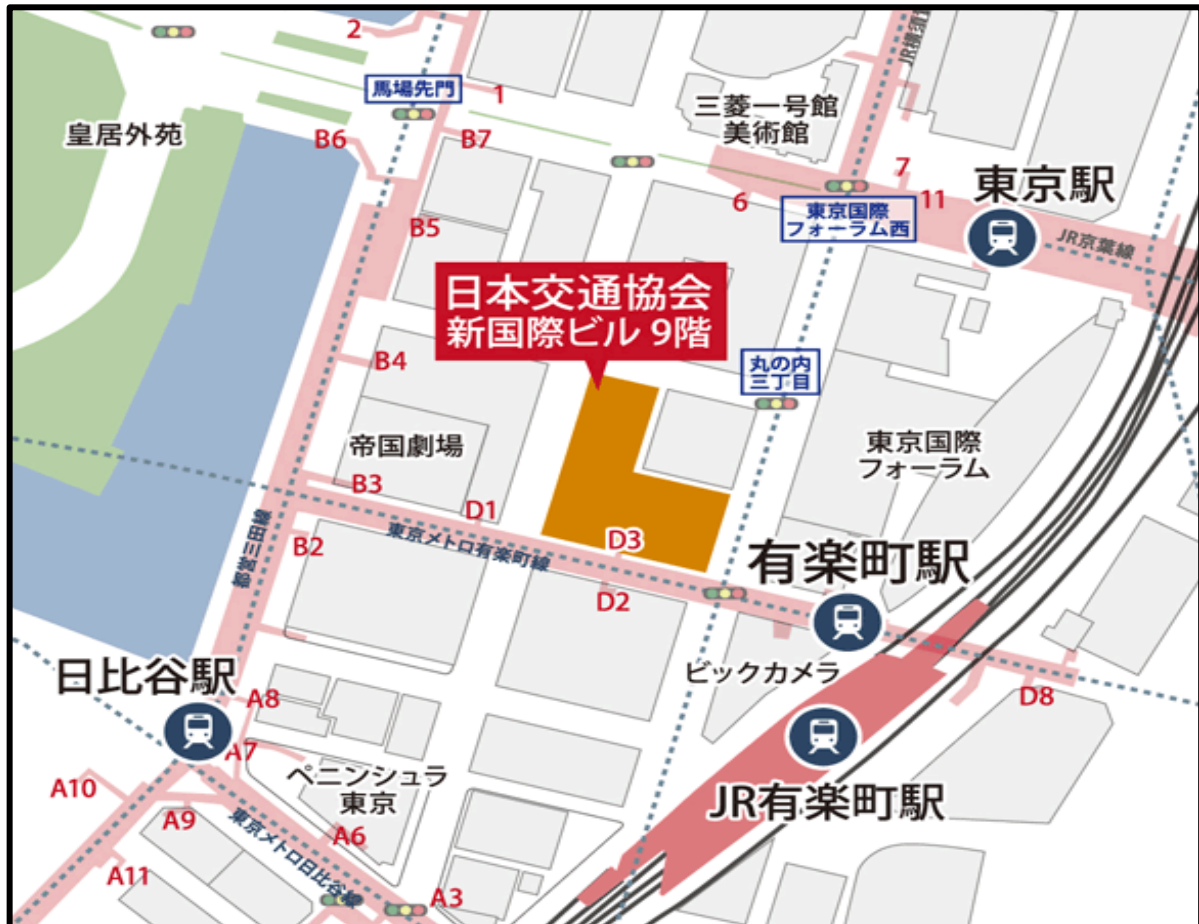 2
馬場先門
1
皇居外苑
B6
B7
三菱一号館
美術館
7
6
11
東京駅
東京国際
フォーラム西
JR京葉線
B5
日本交通協会
新国際ビル 9階
B4
丸の内
三丁目
帝国劇場
東京国際
フォーラム
B3
D1
東京メトロ有楽町線
D3
都営三田線
B2
D2
有楽町駅
ビックカメラ
日比谷駅
A8
D8
A7
ペニンシュラ
東京
JR有楽町駅
A10
A9
A6
東京メトロ日比谷線
A11
A3